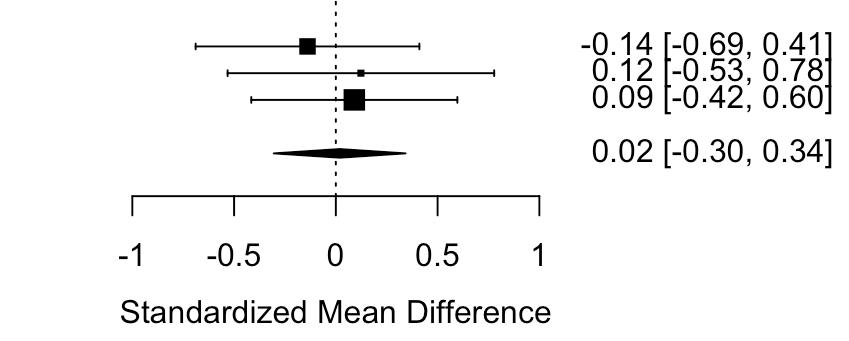 -0.14 [-0.69, 0.41]
0.12 [-0.53, 0.78]
0.09 [-0.42, 0.60]
0.02 [-0.30, 0.34]
-1 -0.5 0 0.5 1
Standardized Mean Difference